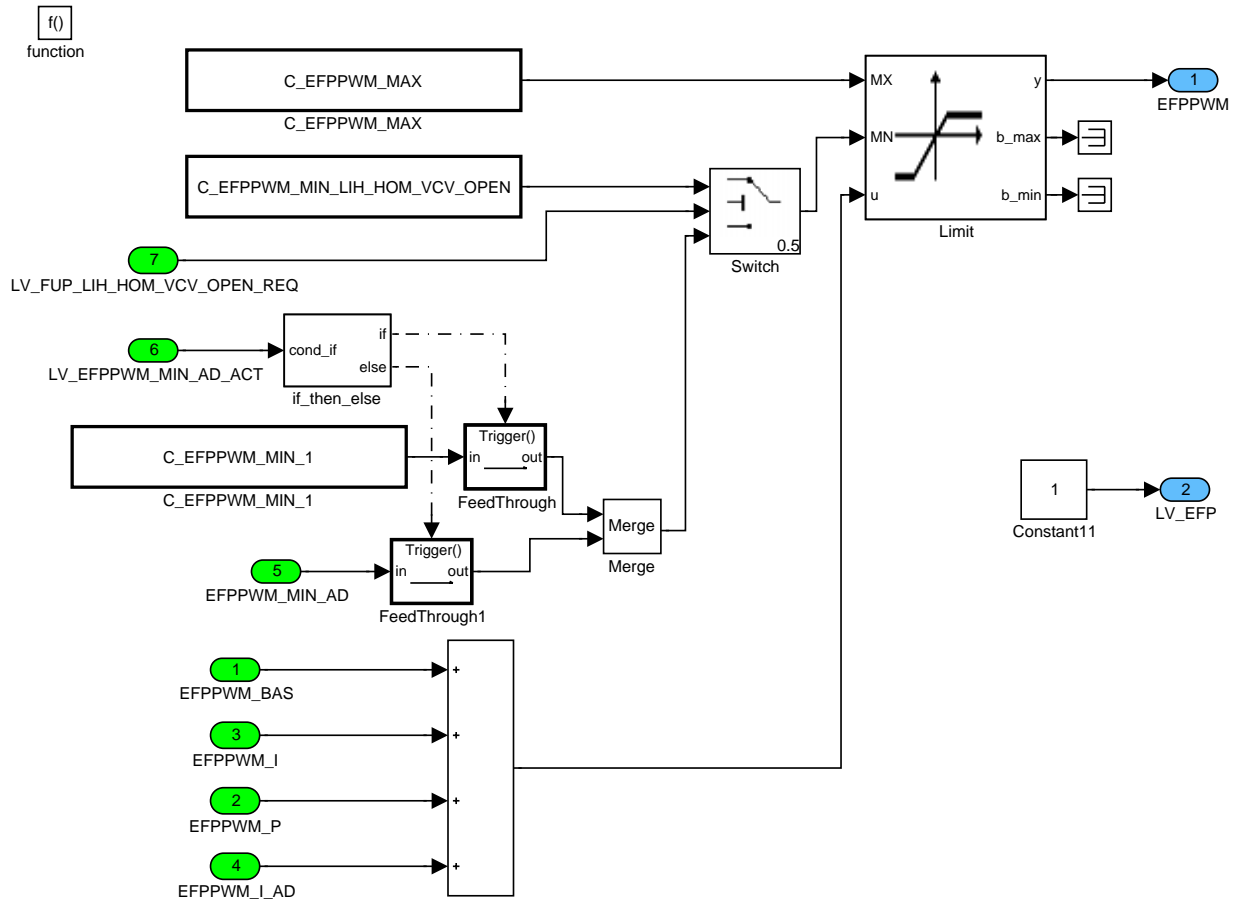 f()
function
C_EFPPWM_MAX
C_EFPPWM_MAX
MX
y
1
EFPPWM
MN
b_max
u
b_min
Limit
C_EFPPWM_MIN_LIH_HOM_VCV_OPEN
0.5
Switch
7
LV_FUP_LIH_HOM_VCV_OPEN_REQ
6
LV_EFPPWM_MIN_AD_ACT
cond_if
if
else
if_then_else
C_EFPPWM_MIN_1
C_EFPPWM_MIN_1
Trigger()
in
out
FeedThrough
Merge
Merge
1
Constant11
2
LV_EFP
5
EFPPWM_MIN_AD
Trigger()
in
out
FeedThrough1
1
EFPPWM_BAS
+
3
EFPPWM_I
+
2
EFPPWM_P
+
4
EFPPWM_I_AD
+